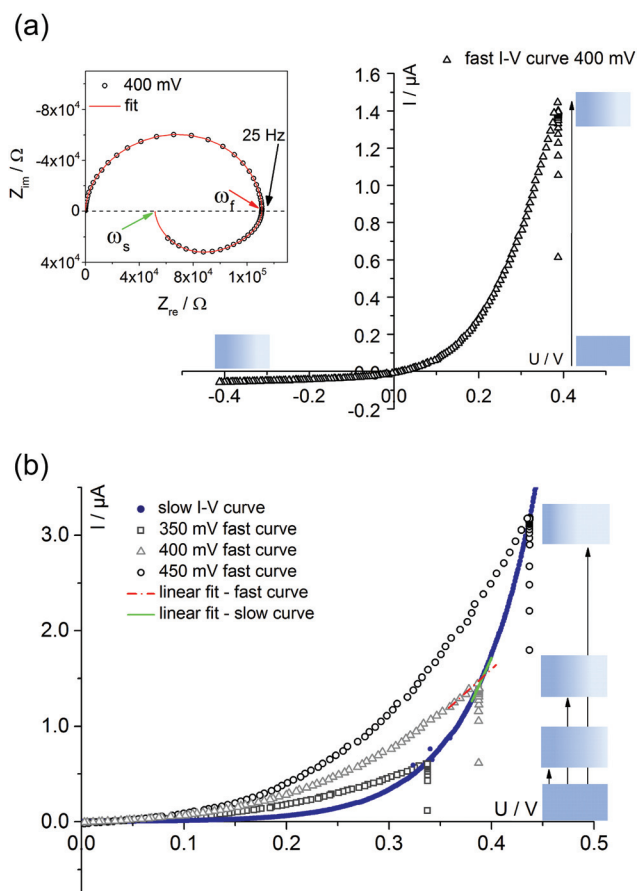 (a)
400 mV
fit
25 Hz
-8x10⁴
-4x10⁴
0
4x10⁴
Z_im / Ω
ω_f
ω_s
0 4x10⁴ 8x10⁴ 1x10⁵
Z_re / Ω
fast I-V curve 400 mV
I / µA
1.6
1.4
1.2
1.0
0.8
0.6
0.4
0.2
-0.2
U / V
-0.4 -0.2 0.0 0.2 0.4
(b)
I / µA
slow I-V curve
350 mV fast curve
400 mV fast curve
450 mV fast curve
linear fit - fast curve
linear fit - slow curve
3.0
2.0
1.0
0.0
U / V
0.0 0.1 0.2 0.3 0.4 0.5